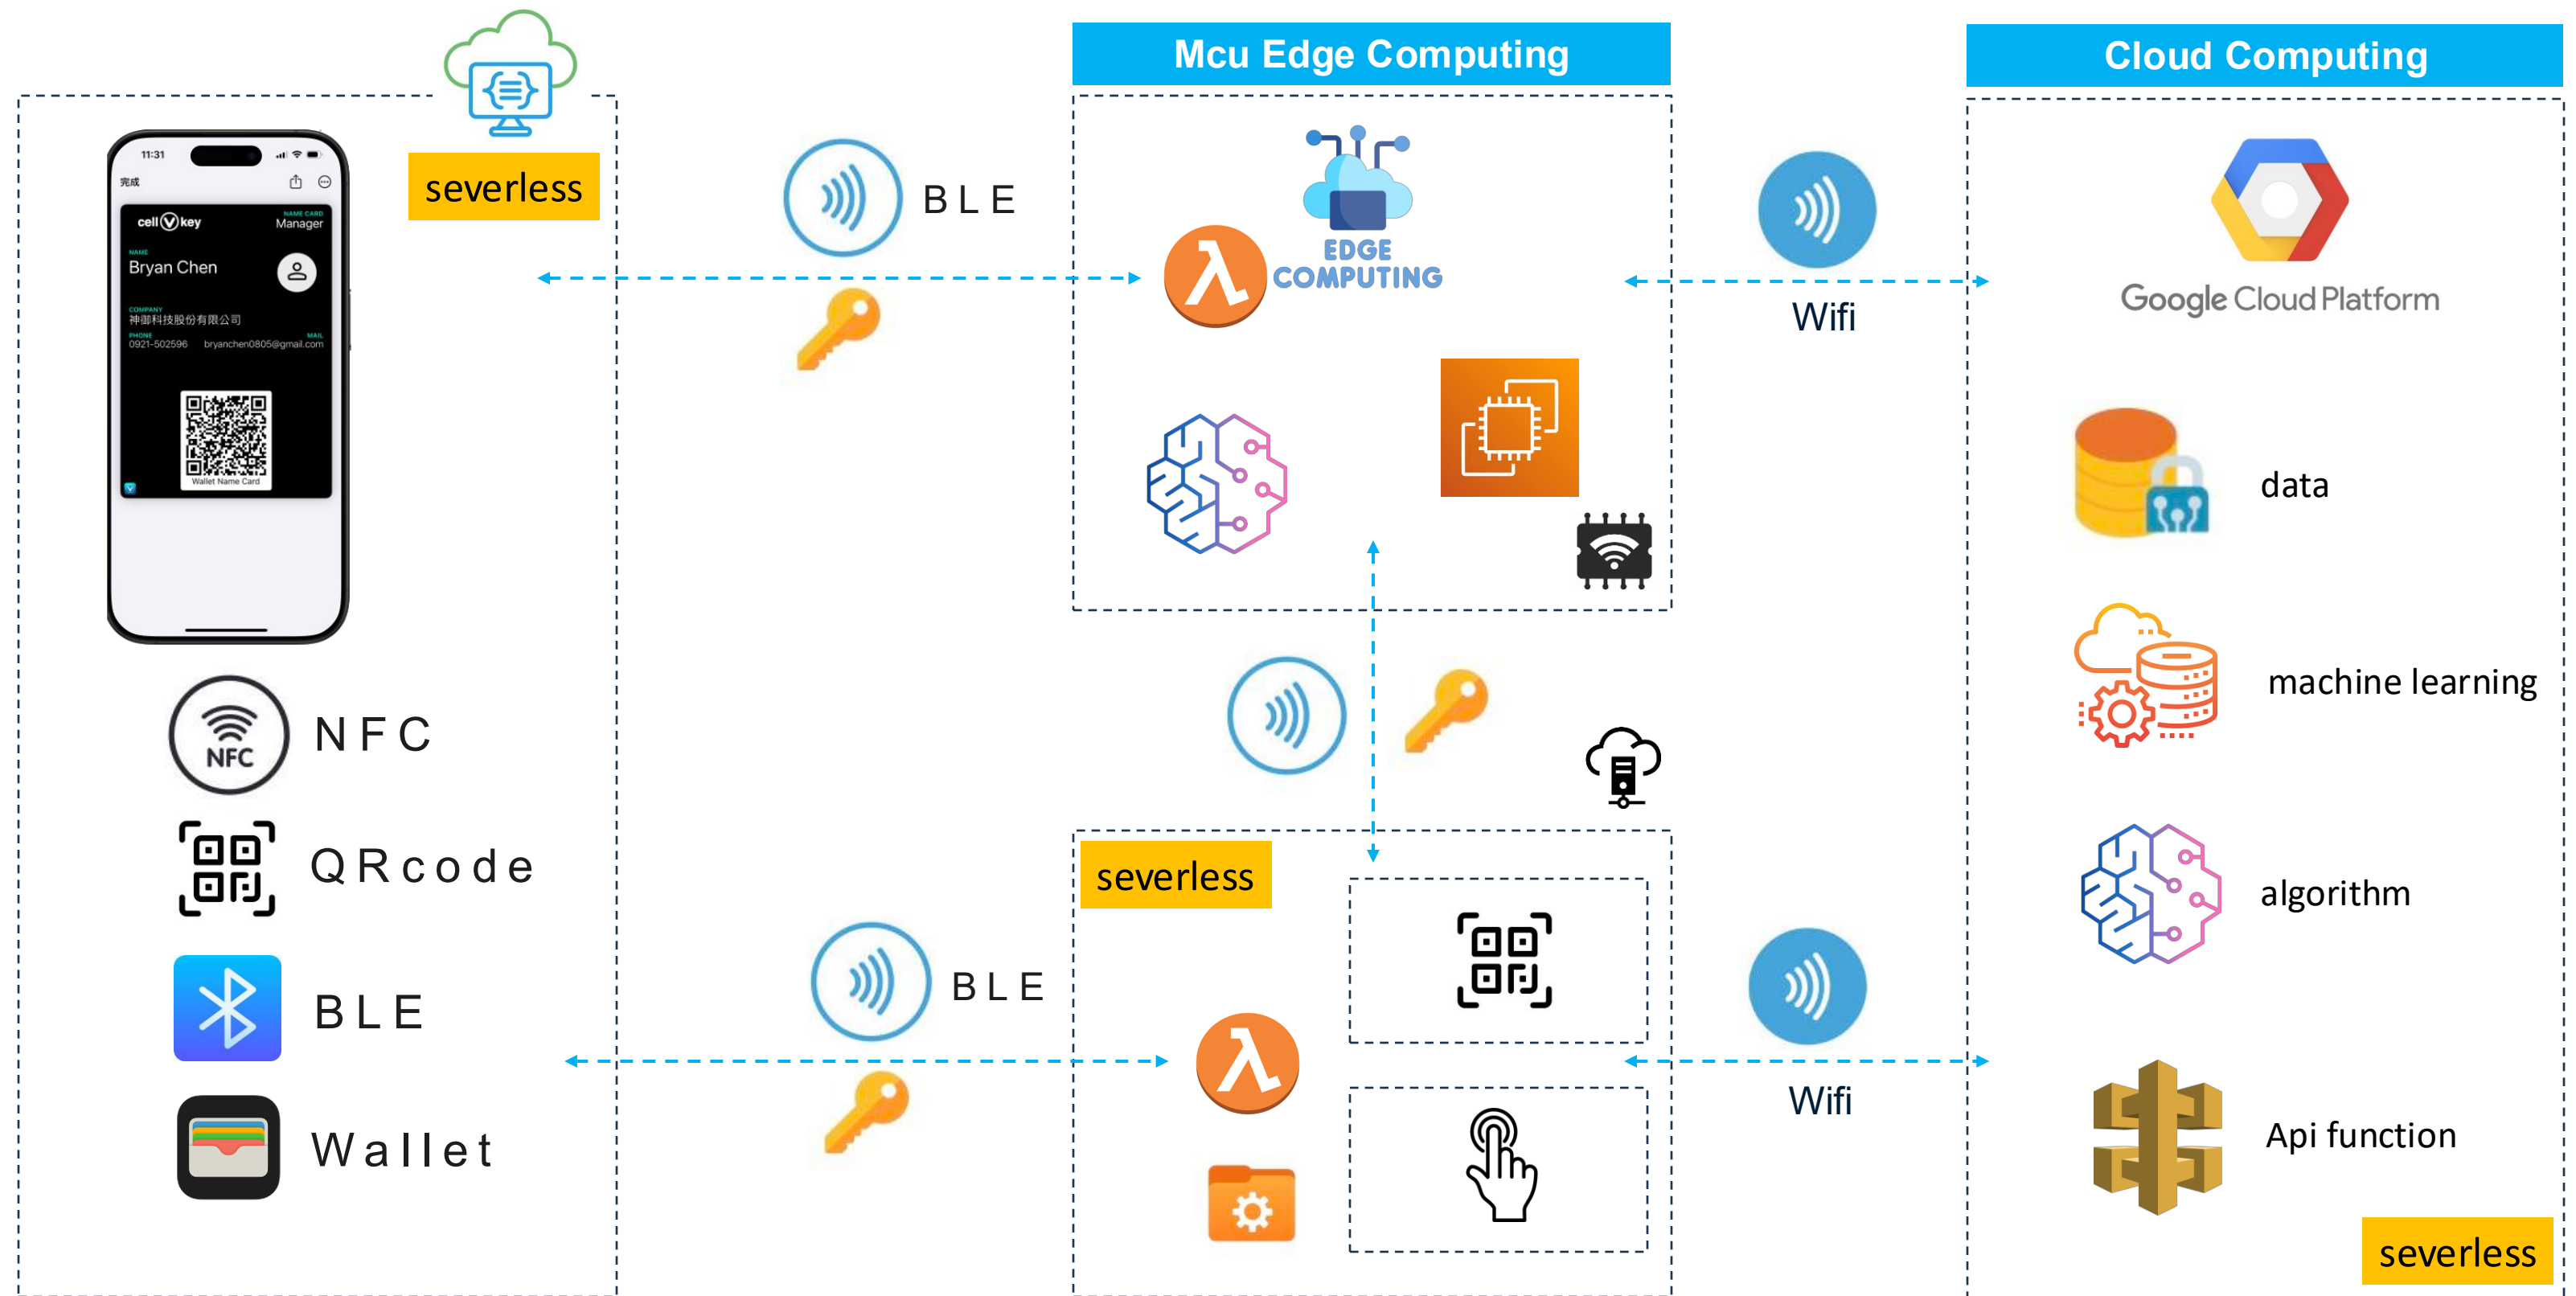 Mcu Edge Computing
Cloud Computing
11:31
完成
cell V key
NAME CARD
Manager
NAME
Bryan Chen
COMPANY
神御科技股份有限公司
PHONE
MAIL
0921-502596
bryanchen0805@gmail.com
Wallet Name Card
severless
NFC
NFC
QRcode
BLE
Wallet
BLE
BLE
EDGE
COMPUTING
severless
Wifi
Wifi
Google Cloud Platform
data
machine learning
algorithm
Api function
severless